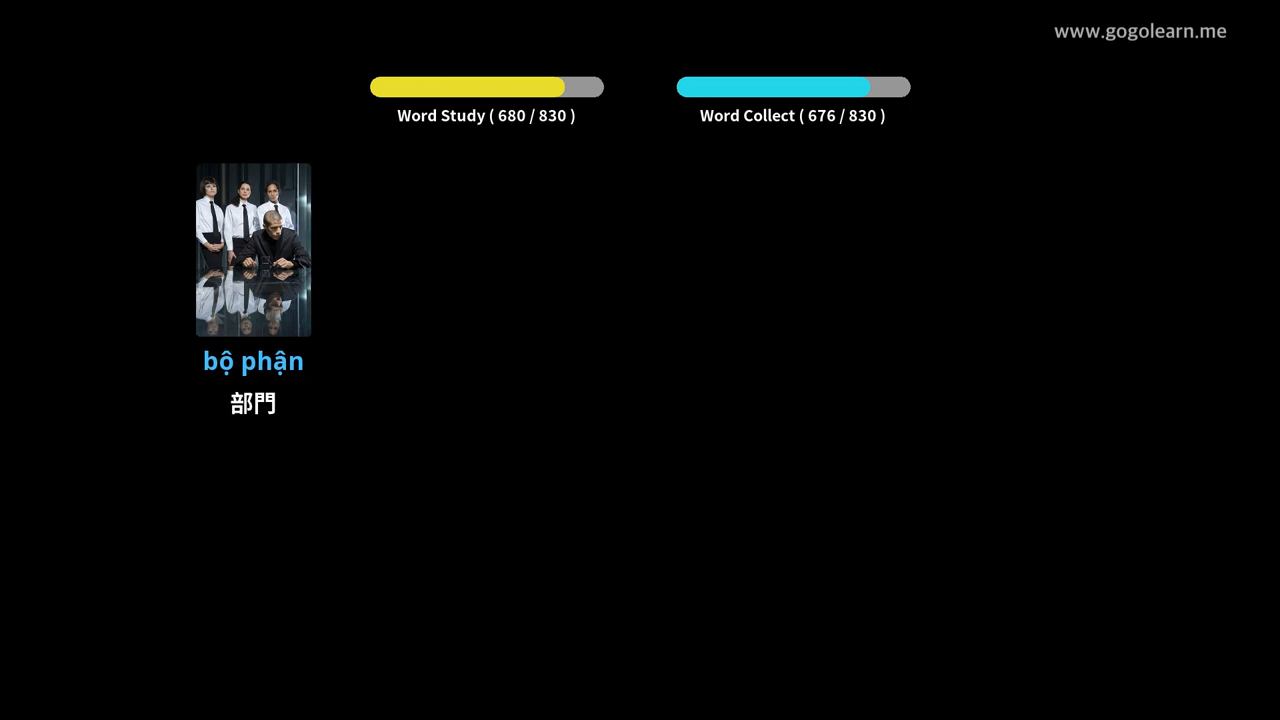 www.gogolearn.me
Word Study ( 680 / 830 )
Word Collect ( 676 / 830 )
bộ phận
部門